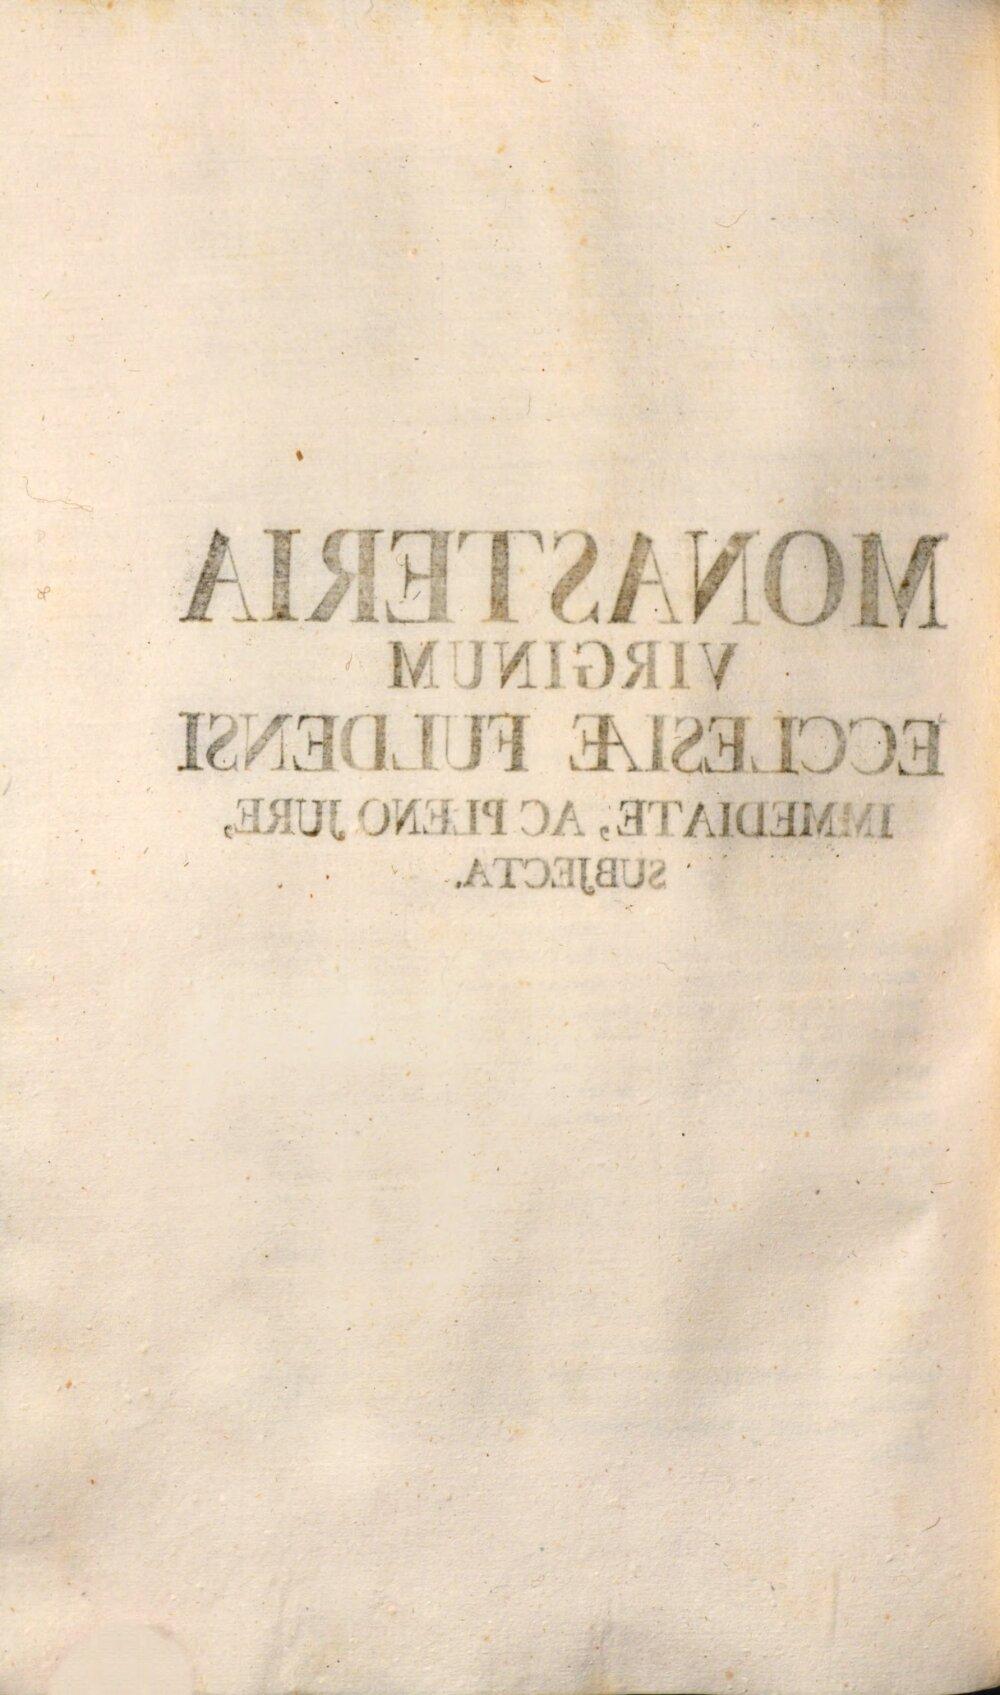 MONASTERIA
VIRGINUM
ECCLESIÆ FULDENSI
IMMEDIATE, AC PLENO JURE,
SUBJECTA.